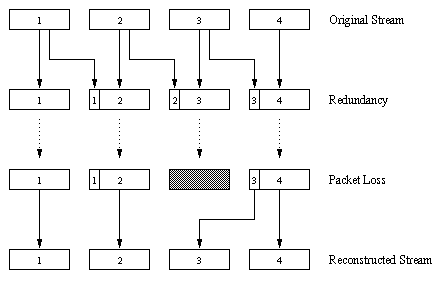 1 2 3 4 Original Stream
1 1 2 2 3 3 4 Redundancy
1 1 2 3 4 Packet Loss
1 2 3 4 Reconstructed Stream